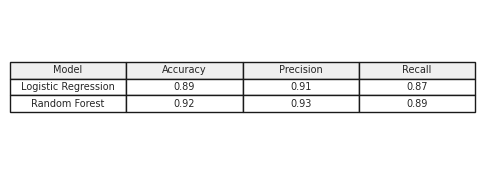 Model Accuracy Precision Recall
Logistic Regression 0.89 0.91 0.87
Random Forest 0.92 0.93 0.89